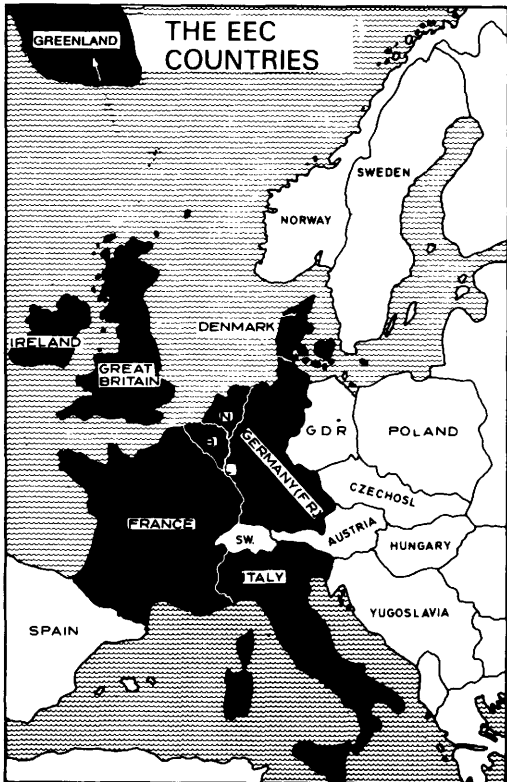 THE EEC
COUNTRIES
GREENLAND
SWEDEN
NORWAY
DENMARK
IRELAND
GREAT
BRITAIN
N
B
GERMANY(F.R)
GDR
POLAND
CZECHOSL
FRANCE
SW.
AUSTRIA
HUNGARY
ITALY
YUGOSLAVIA
SPAIN